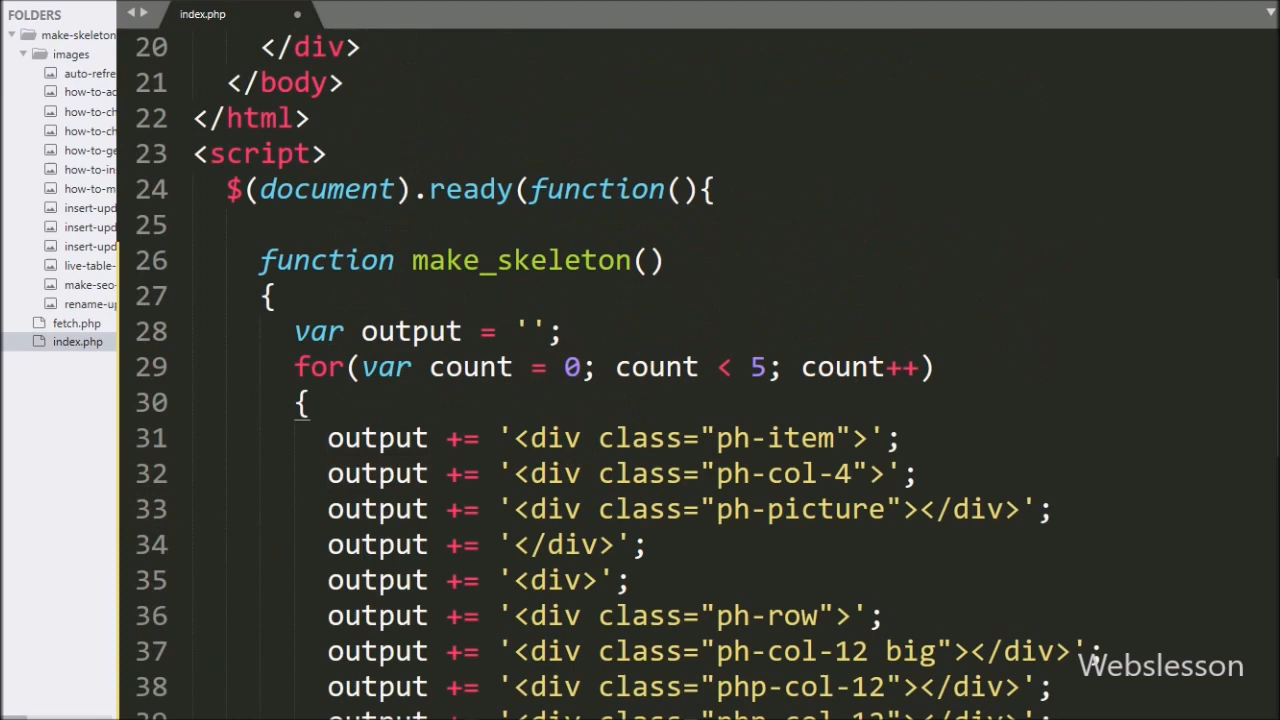 FOLDERS
make-skeleton
images
auto-refre
how-to-ac
how-to-ch
how-to-ch
how-to-ge
how-to-in
how-to-m
insert-upd
insert-upd
insert-upd
live-table-
make-seo-
rename-up
fetch.php
index.php
index.php
20 </div>
21 </body>
22 </html>
23 <script>
24 $(document).ready(function(){
25
26 function make_skeleton()
27 {
28 var output = '';
29 for(var count = 0; count < 5; count++)
30 {
31 output += '<div class="ph-item">';
32 output += '<div class="ph-col-4">';
33 output += '<div class="ph-picture"></div>';
34 output += '</div>';
35 output += '<div>';
36 output += '<div class="ph-row">';
37 output += '<div class="ph-col-12 big"></div>';
38 output += '<div class="php-col-12"></div>';
Webslesson